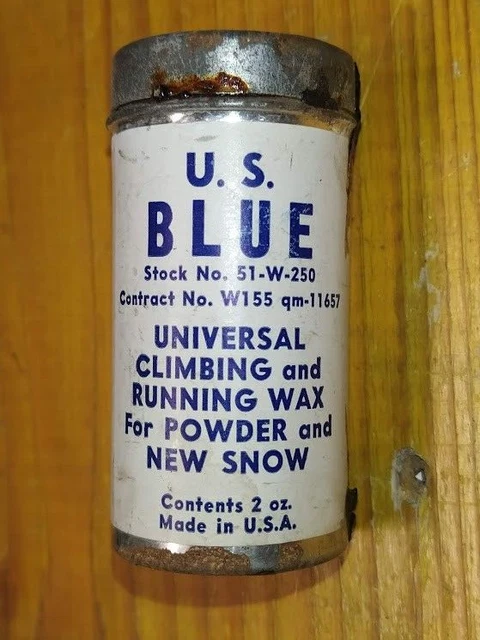 U. S.
BLUE
Stock No. 51-W-250
Contract No. W155 qm-11657
UNIVERSAL
CLIMBING and
RUNNING WAX
For POWDER and
NEW SNOW
Contents 2 oz.
Made in U.S.A.